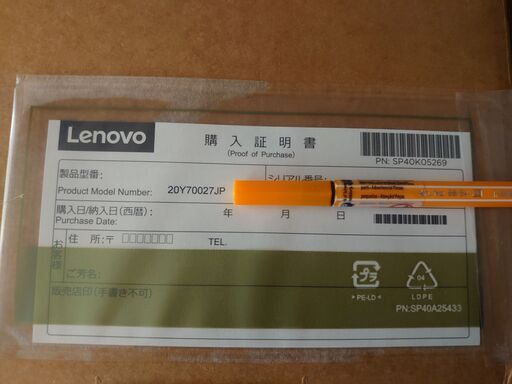 Lenovo
購入証明書
(Proof of Purchase)
PN: SP40K05269
製品型番:
シリアル番号:
Product Model Number: 20Y70027JP
購入日/納入日(西暦): 年 月 日
Purchase Date:
お客様
住 所:〒 □□□□□□□ TEL.
ご芳名:
販売店印(手書き不可)
プラ
PE-LD
04
LDPE
PN:SP40A25433